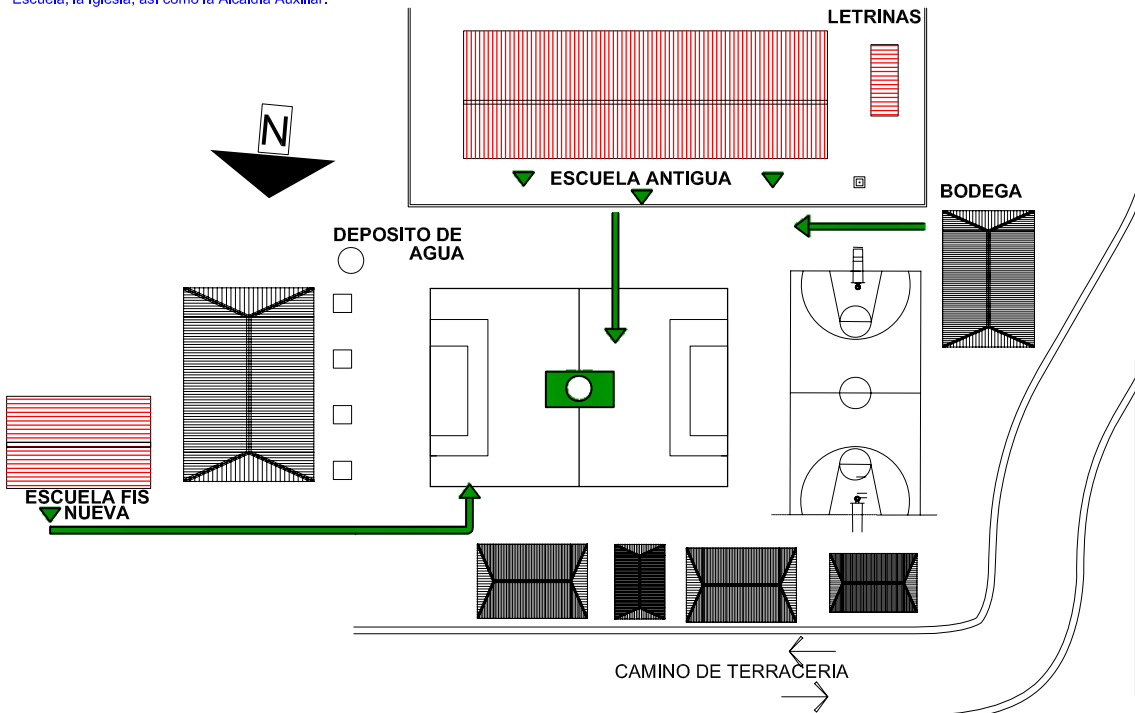 Escuela, la Iglesia, así como la Alcaldía Auxiliar.
LETRINAS
N
ESCUELA ANTIGUA
BODEGA
DEPOSITO DE
AGUA
ESCUELA FIS
NUEVA
CAMINO DE TERRACERIA